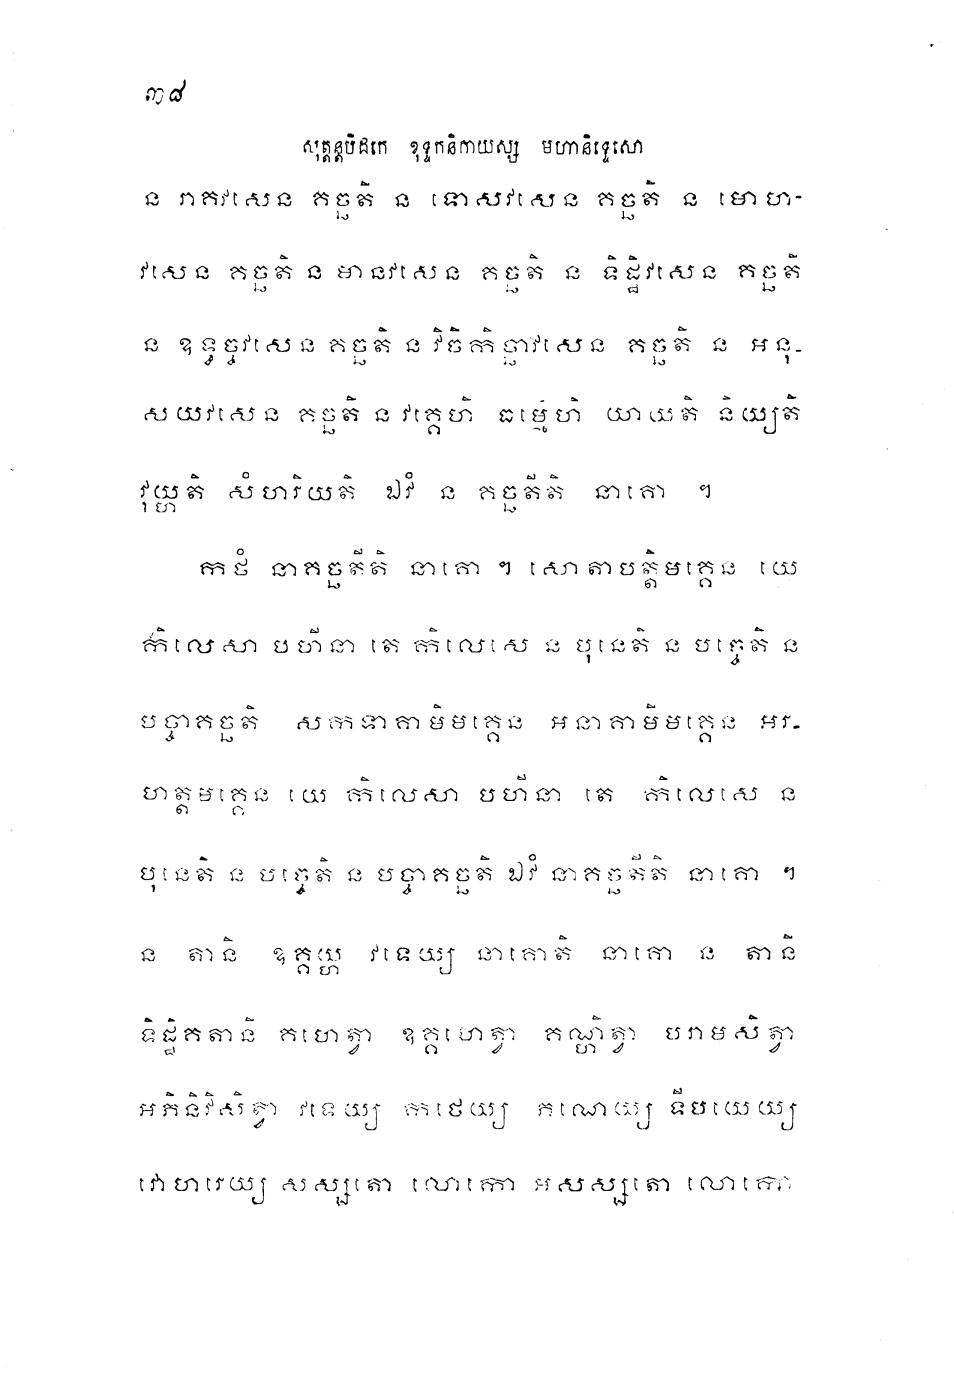 ៣៨
សុត្តន្តបិដកេ ខុទ្ទកនិកាយស្ស មហានិទ្ទេសោ
ន រាគវសេន គច្ឆតិ ន ទោសវសេន គច្ឆតិ ន មោហ-
វសេន គច្ឆតិ ន មានវសេន គច្ឆតិ ន ទិដ្ឋិវសេន គច្ឆតិ
ន ឧទ្ធច្ចវសេន គច្ឆតិ ន វិចិកិច្ឆាវសេន គច្ឆតិ ន អនុ-
សយវសេន គច្ឆតិ ន វគ្គេហិ ធម្មេហិ យាយតិ និយ្យតិ
វុយ្ហតិ សំហរិយតិ ឯវំ ន គច្ឆតីតិ នាគោ ។
កថំ នាគច្ឆតីតិ នាគោ ។ សោតាបត្តិមគ្គេន យេ
កិលេសា បហីនា តេ កិលេសេ ន បុនេតិ ន បច្ចេតិ ន
បច្ចាគច្ឆតិ សកទាគាមិមគ្គេន អនាគាមិមគ្គេន អរ-
ហត្តមគ្គេន យេ កិលេសា បហីនា តេ កិលេសេ ន
បុនេតិ ន បច្ចេតិ ន បច្ចាគច្ឆតិ ឯវំ នាគច្ឆតីតិ នាគោ ។
ន តានិ ឧគ្គយ្ហ វទេយ្យ នាគោតិ នាគោ ន តានិ
ទិដ្ឋិគតានិ គហេត្វា ឧគ្គហេត្វា គណ្ហិត្វា បរាមសិត្វា
អភិនិវិសិត្វា វទេយ្យ កថេយ្យ ភណេយ្យ ទីបយេយ្យ
វោហរេយ្យ សស្សតោ លោកោ អសស្សតោ លោកោ